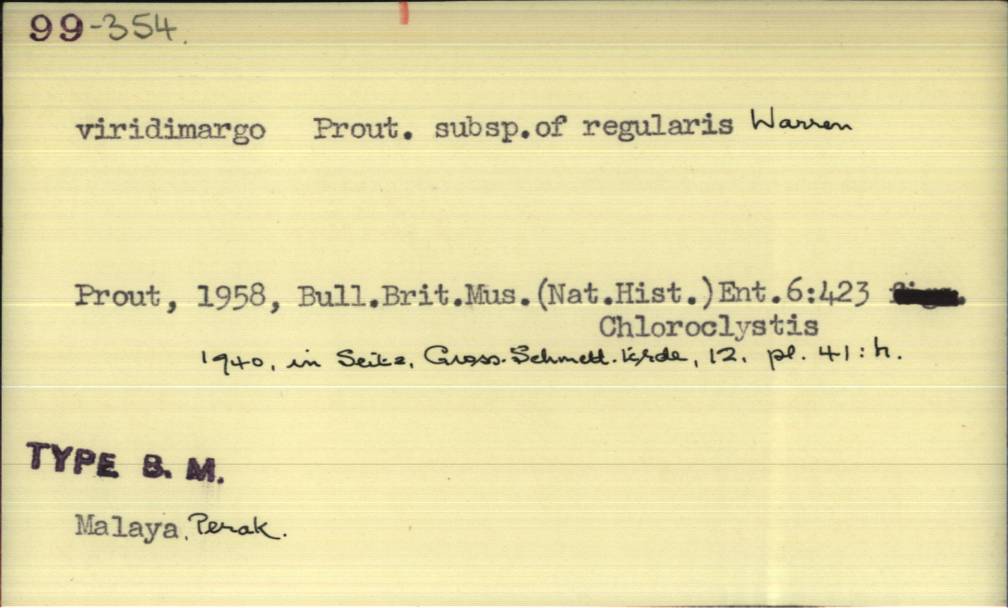 99-354.
viridimargo Prout. subsp.of regularis Warren
Prout, 1958, Bull.Brit.Mus.(Nat.Hist.)Ent.6:423
Chloroclystis
1940, in Seitz, Gross-Schmett. Erde, 12, pl. 41:h.
TYPE B. M.
Malaya, Perak.